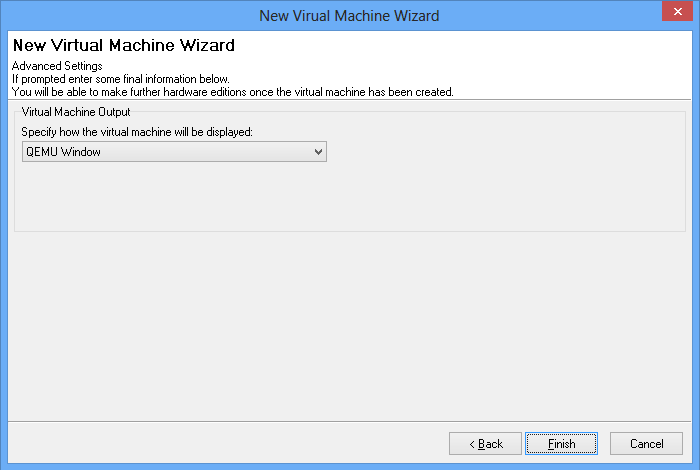 New Virual Machine Wizard
New Virtual Machine Wizard
Advanced Settings
If prompted enter some final information below.
You will be able to make further hardware editions once the virtual machine has been created.
Virtual Machine Output
Specify how the virtual machine will be displayed:
QEMU Window
< Back
Finish
Cancel